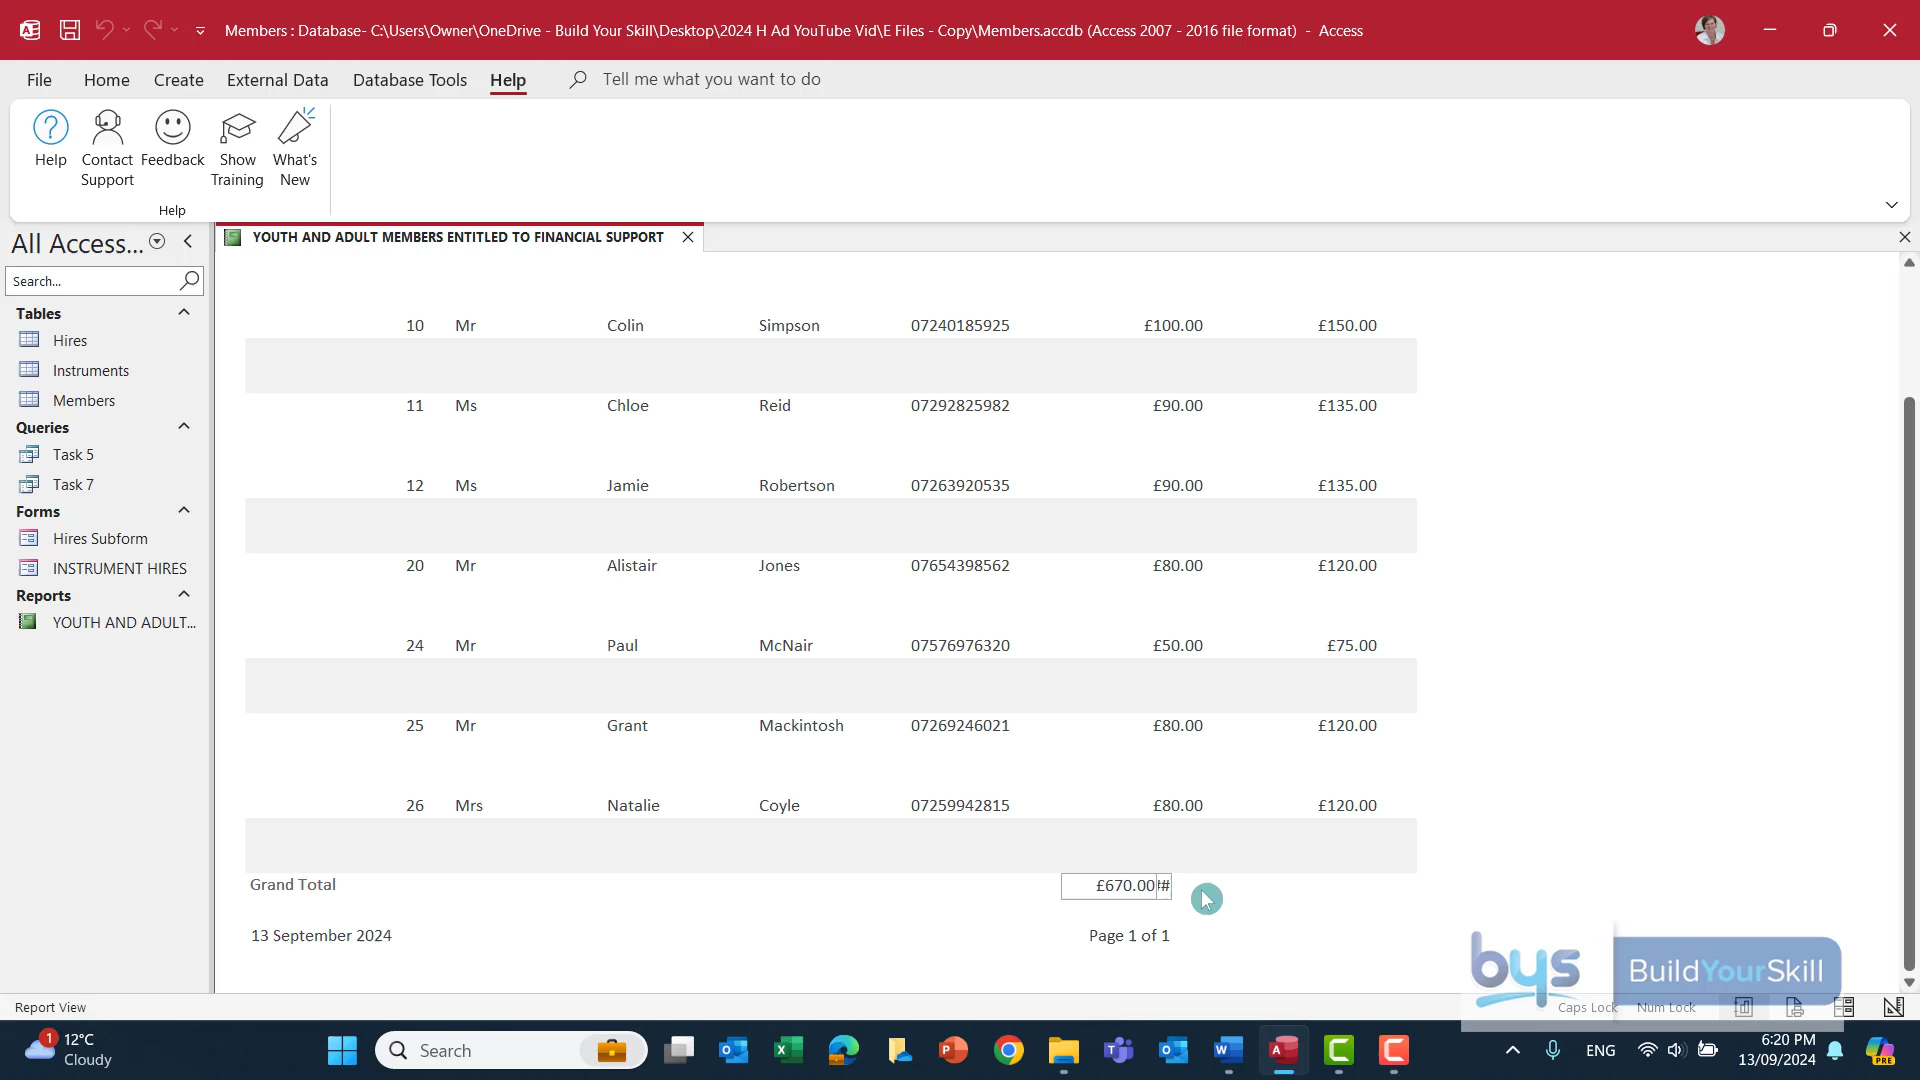 Members : Database- C:\Users\Owner\OneDrive - Build Your Skill\Desktop\2024 H Ad YouTube Vid\E Files - Copy\Members.accdb (Access 2007 - 2016 file format) - Access
File Home Create External Data Database Tools Help Tell me what you want to do
Help Contact Support Feedback Show Training What's New
Help
All Access...
YOUTH AND ADULT MEMBERS ENTITLED TO FINANCIAL SUPPORT
Search...
Tables
Hires
Instruments
Members
Queries
Task 5
Task 7
Forms
Hires Subform
INSTRUMENT HIRES
Reports
YOUTH AND ADULT...
10 Mr Colin Simpson 07240185925 £100.00 £150.00
11 Ms Chloe Reid 07292825982 £90.00 £135.00
12 Ms Jamie Robertson 07263920535 £90.00 £135.00
20 Mr Alistair Jones 07654398562 £80.00 £120.00
24 Mr Paul McNair 07576976320 £50.00 £75.00
25 Mr Grant Mackintosh 07269246021 £80.00 £120.00
26 Mrs Natalie Coyle 07259942815 £80.00 £120.00
Grand Total £670.00 #
13 September 2024 Page 1 of 1
bys BuildYourSkill
Report View Caps Lock Num Lock
1 12°C
Cloudy
Search
ENG
6:20 PM
13/09/2024
PRE